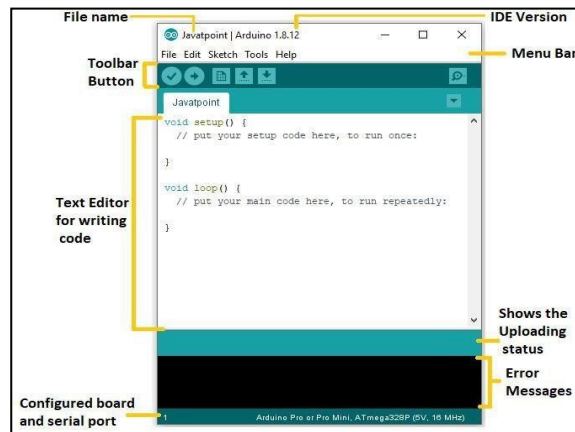 File name
IDE Version
Javatpoint | Arduino 1.8.12
File Edit Sketch Tools Help
Menu Bar
Toolbar
Button
Javatpoint
void setup() {
// put your setup code here, to run once:
}
void loop() {
// put your main code here, to run repeatedly:
}
Text Editor
for writing
code
Shows the
Uploading
status
Error
Messages
Configured board
and serial port
1
Arduino Pro or Pro Mini, ATmega328P (5V, 16 MHz)